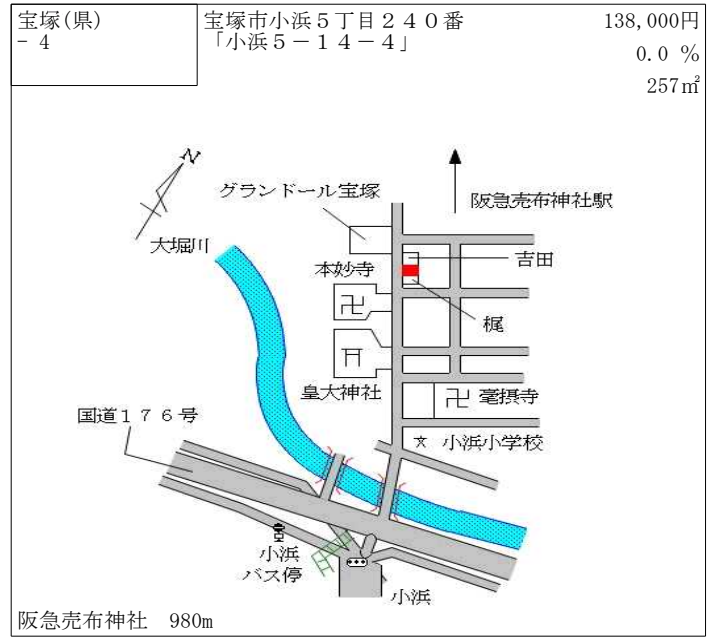 宝塚(県)
- 4
宝塚市小浜５丁目２４０番
「小浜５－１４－４」
138,000円
0.0 %
257㎡
N
グランドール宝塚
阪急売布神社駅
大堀川
吉田
本妙寺
卍
梶
皇大神社
卍 毫摂寺
国道１７６号
文 小浜小学校
小浜
バス停
小浜
阪急売布神社 980m